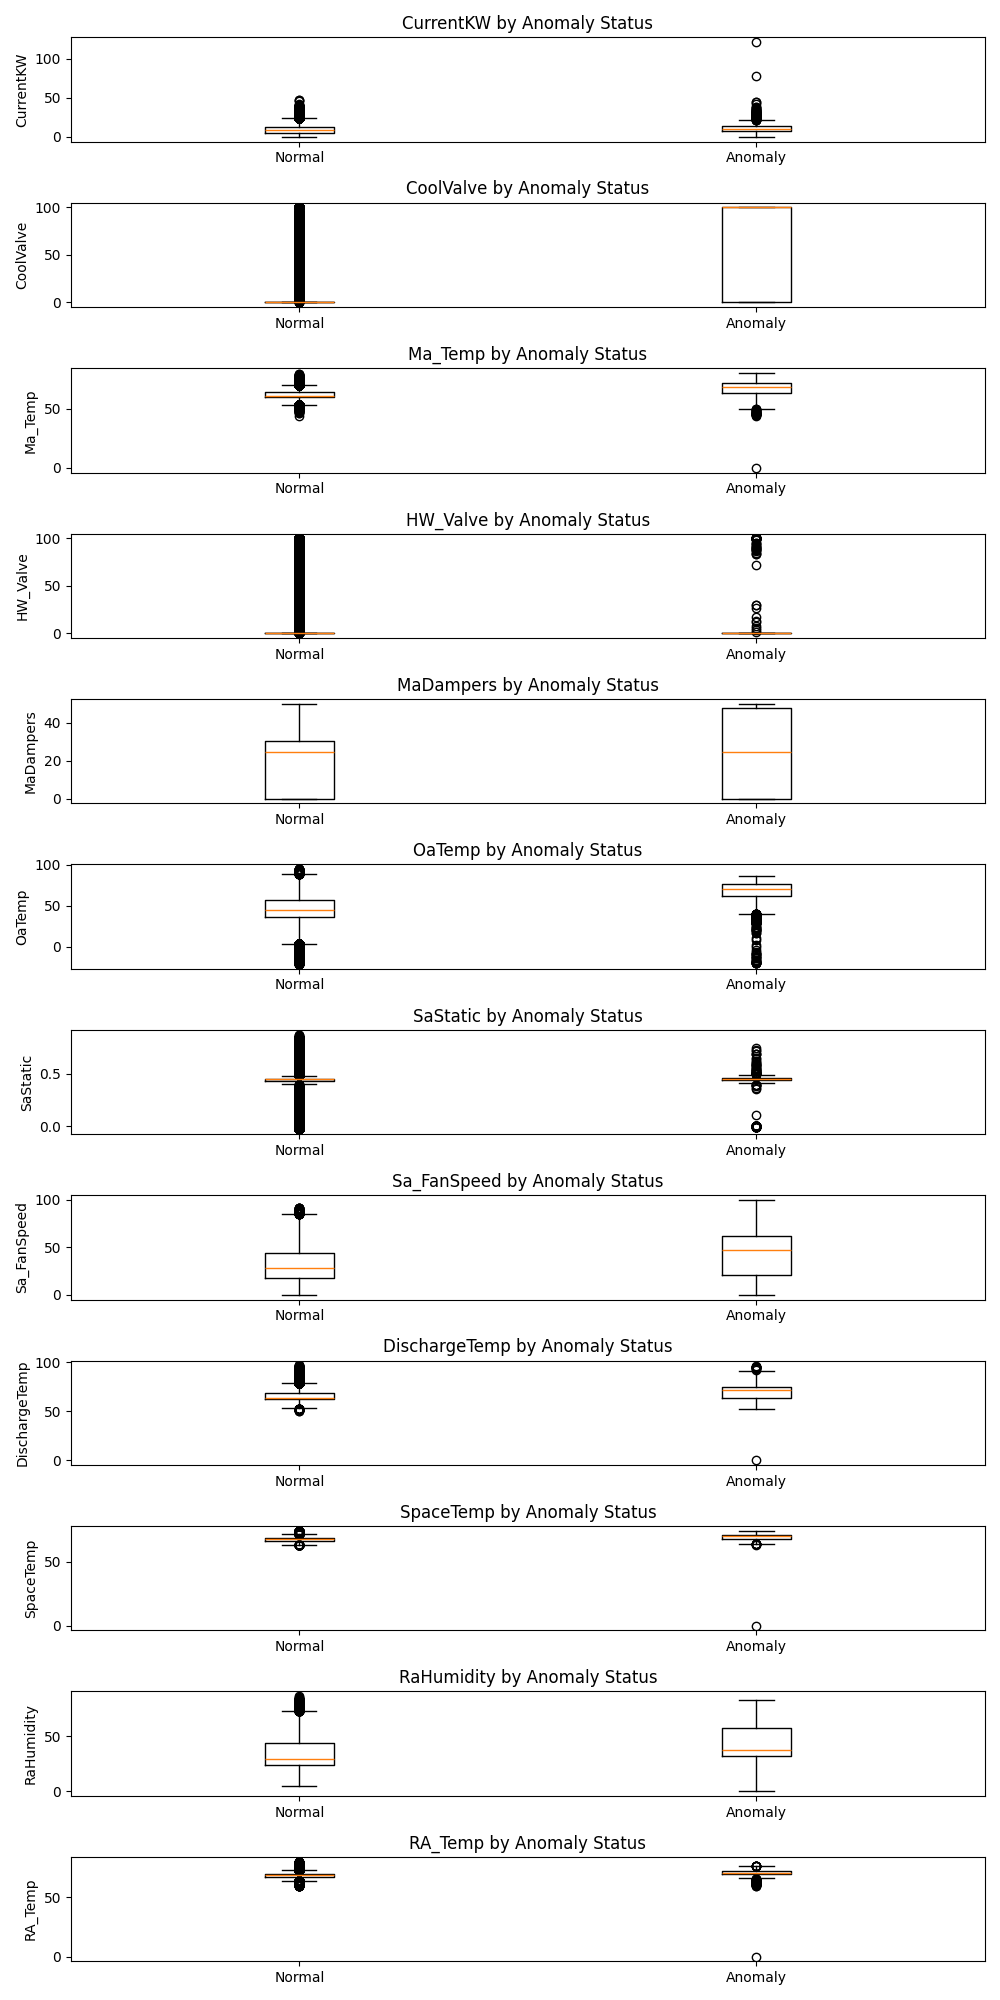 CurrentKW by Anomaly Status
CurrentKW
100
50
0
Normal Anomaly
CoolValve by Anomaly Status
CoolValve
100
50
0
Normal Anomaly
Ma_Temp by Anomaly Status
Ma_Temp
50
0
Normal Anomaly
HW_Valve by Anomaly Status
HW_Valve
100
50
0
Normal Anomaly
MaDampers by Anomaly Status
MaDampers
40
20
0
Normal Anomaly
OaTemp by Anomaly Status
OaTemp
100
50
0
Normal Anomaly
SaStatic by Anomaly Status
SaStatic
0.5
0.0
Normal Anomaly
Sa_FanSpeed by Anomaly Status
Sa_FanSpeed
100
50
0
Normal Anomaly
DischargeTemp by Anomaly Status
DischargeTemp
100
50
0
Normal Anomaly
SpaceTemp by Anomaly Status
SpaceTemp
50
0
Normal Anomaly
RaHumidity by Anomaly Status
RaHumidity
50
0
Normal Anomaly
RA_Temp by Anomaly Status
RA_Temp
50
0
Normal Anomaly